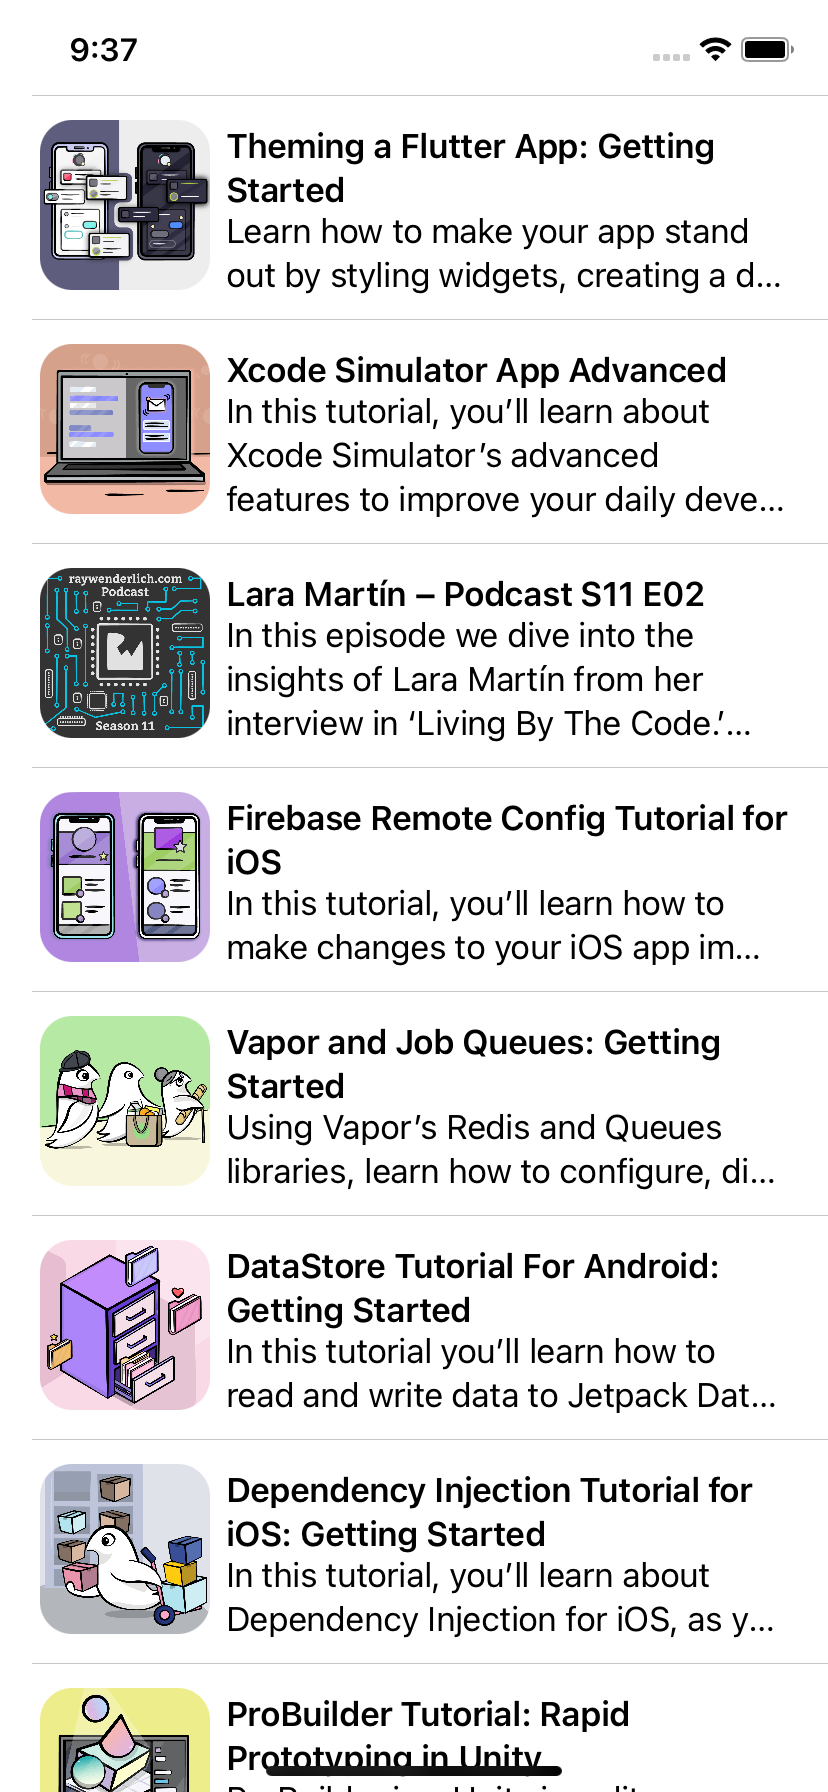 9:37
Theming a Flutter App: Getting
Started
Learn how to make your app stand
out by styling widgets, creating a d...
Xcode Simulator App Advanced
In this tutorial, you’ll learn about
Xcode Simulator’s advanced
features to improve your daily deve...
raywenderlich.com
Podcast
Season 11
Lara Martín – Podcast S11 E02
In this episode we dive into the
insights of Lara Martín from her
interview in ‘Living By The Code.’...
Firebase Remote Config Tutorial for
iOS
In this tutorial, you’ll learn how to
make changes to your iOS app im...
Vapor and Job Queues: Getting
Started
Using Vapor’s Redis and Queues
libraries, learn how to configure, di...
DataStore Tutorial For Android:
Getting Started
In this tutorial you’ll learn how to
read and write data to Jetpack Dat...
Dependency Injection Tutorial for
iOS: Getting Started
In this tutorial, you’ll learn about
Dependency Injection for iOS, as y...
ProBuilder Tutorial: Rapid
Prototyping in Unity